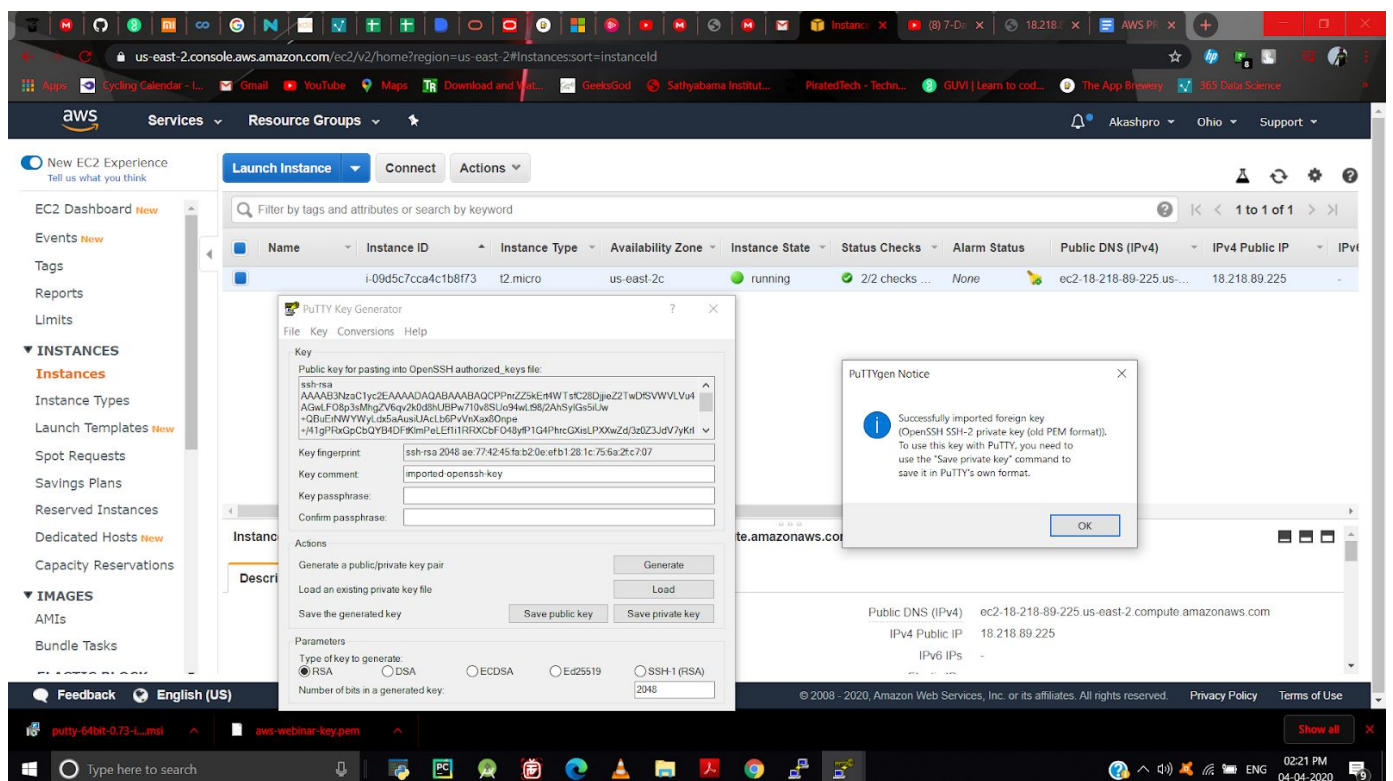 Instance
(8) 7-Da
18.218.
AWS PR
us-east-2.console.aws.amazon.com/ec2/v2/home?region=us-east-2#Instances:sort=instanceId
Apps
Cycling Calendar - I...
Gmail
YouTube
Maps
Download and
GeeksGod
Sathyabama Institut...
PiratedTech - Techn...
GUVI | Learn to cod...
The App Brewery
365 Data Science
aws Services Resource Groups Akashpro Ohio Support
New EC2 Experience
Tell us what you think
Launch Instance Connect Actions
EC2 Dashboard New
Events New
Tags
Reports
Limits
INSTANCES
Instances
Instance Types
Launch Templates New
Spot Requests
Savings Plans
Reserved Instances
Dedicated Hosts New
Capacity Reservations
IMAGES
AMIs
Bundle Tasks
Filter by tags and attributes or search by keyword
1 to 1 of 1
Name Instance ID Instance Type Availability Zone Instance State Status Checks Alarm Status Public DNS (IPv4) IPv4 Public IP
i-09d5c7cca4c1b8f73 t2.micro us-east-2c running 2/2 checks ... None ec2-18-218-89-225.us-... 18.218.89.225 -
PuTTY Key Generator
File Key Conversions Help
Key
Public key for pasting into OpenSSH authorized_keys file:
ssh-rsa
Key fingerprint: ssh-rsa 2048 ae:77:42:45:fa:b2:0e:ef:b1:28:1c:75:6a:2f:c7:07
Key comment: imported-openssh-key
Key passphrase:
Confirm passphrase:
Actions
Generate a public/private key pair Generate
Load an existing private key file Load
Save the generated key Save public key Save private key
Parameters
Type of key to generate:
RSA DSA ECDSA Ed25519 SSH-1 (RSA)
Number of bits in a generated key: 2048
PuTTYgen Notice
Successfully imported foreign key
(OpenSSH SSH-2 private key (old PEM format)).
To use this key with PuTTY, you need to
use the "Save private key" command to
save it in PuTTY's own format.
OK
Public DNS (IPv4) ec2-18-218-89-225.us-east-2.compute.amazonaws.com
IPv4 Public IP 18.218.89.225
IPv6 IPs -
Feedback English (US) © 2008 - 2020, Amazon Web Services, Inc. or its affiliates. All rights reserved. Privacy Policy Terms of Use
putty-64bit-0.73-i....msi aws-webinar-key.pem Show all
Type here to search
ENG
02:21 PM
04-04-2020